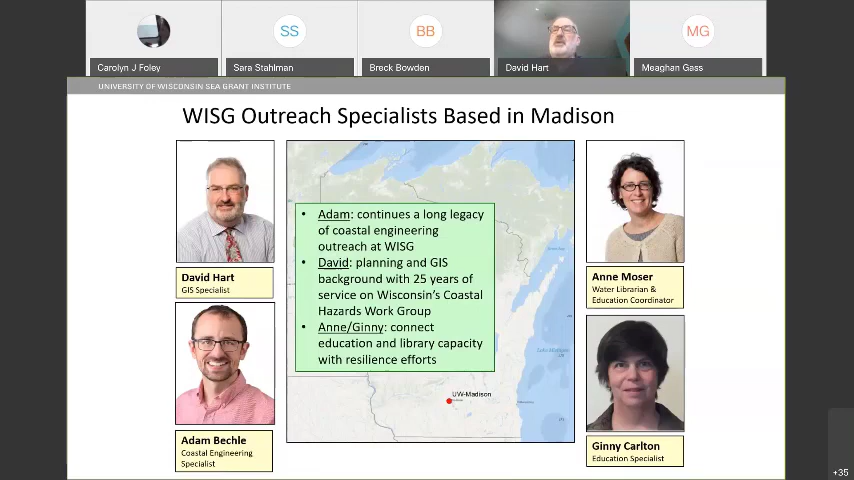 SS
BB
MG
Carolyn J Foley
Sara Stahlman
Breck Bowden
David Hart
Meaghan Gass
UNIVERSITY OF WISCONSIN SEA GRANT INSTITUTE
WISG Outreach Specialists Based in Madison
David Hart
GIS Specialist
Adam Bechle
Coastal Engineering
Specialist
• Adam: continues a long legacy
of coastal engineering
outreach at WISG
• David: planning and GIS
background with 25 years of
service on Wisconsin's Coastal
Hazards Work Group
• Anne/Ginny: connect
education and library capacity
with resilience efforts
UW-Madison
Anne Moser
Water Librarian &
Education Coordinator
Ginny Carlton
Education Specialist
+35